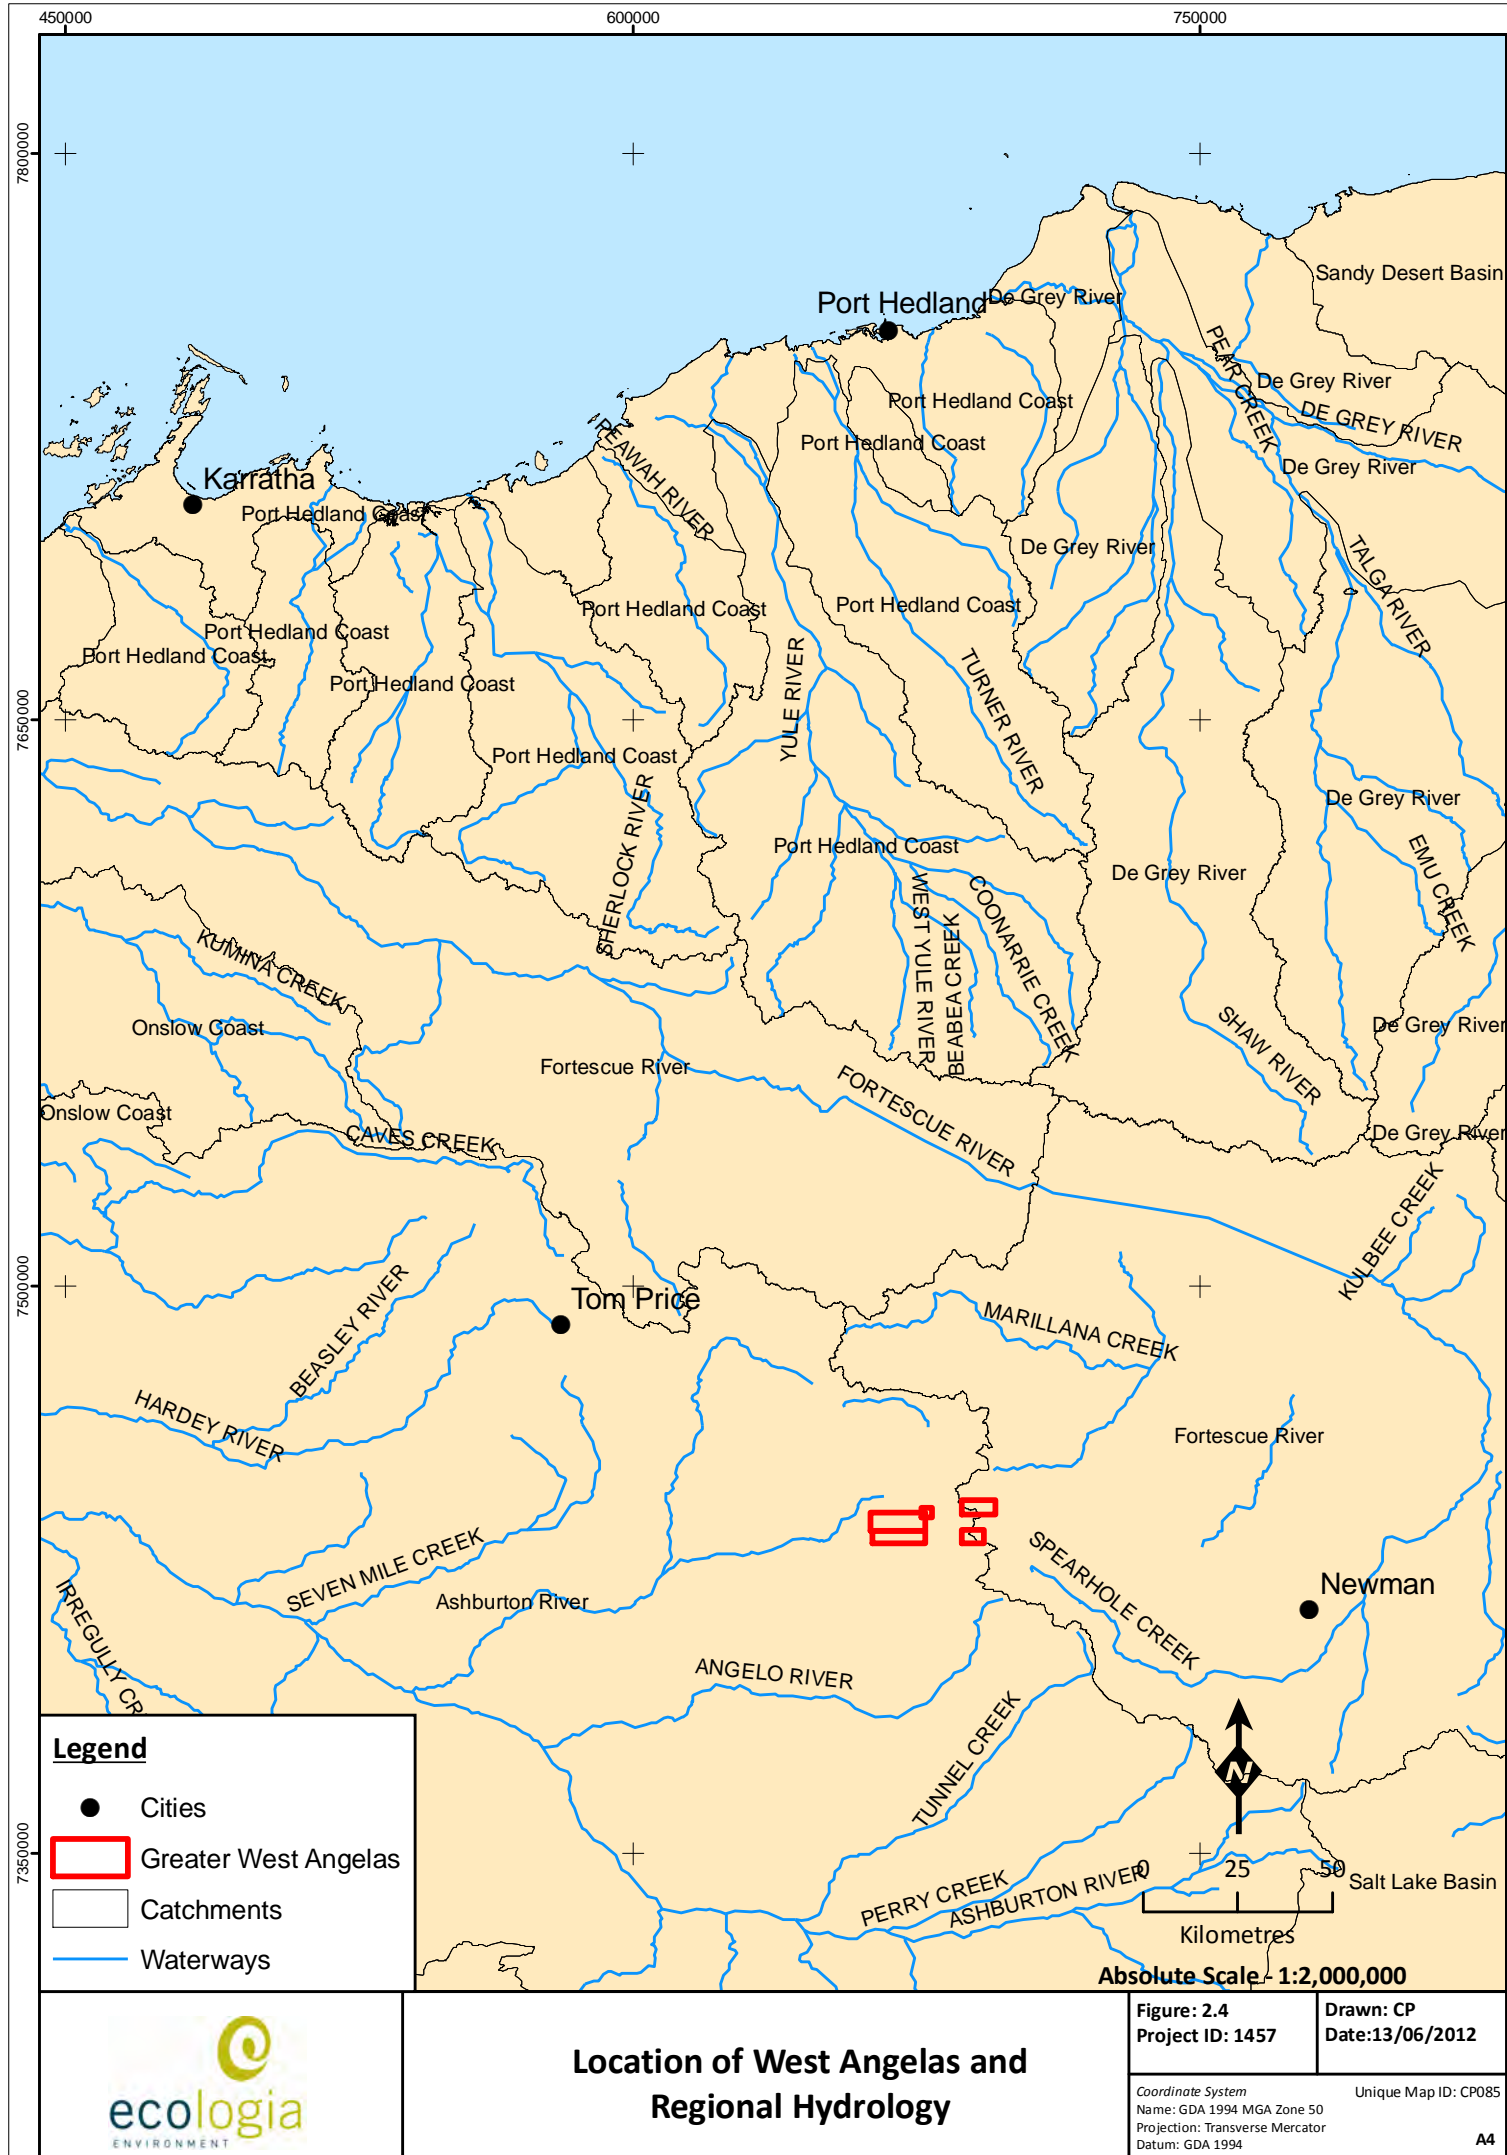 450000
600000
750000
7800000
7650000
7500000
7350000
Sandy Desert Basin
Port Hedland
De Grey River
PEAR CREEK
De Grey River
DE GREY RIVER
De Grey River
Port Hedland Coast
Port Hedland Coast
PEAWAH RIVER
Karratha
Port Hedland Coast
De Grey River
TALGA RIVER
Port Hedland Coast
Port Hedland Coast
Port Hedland Coast
Port Hedland Coast
Port Hedland Coast
YULE RIVER
TURNER RIVER
Port Hedland Coast
SHERLOCK RIVER
De Grey River
EMU CREEK
Port Hedland Coast
De Grey River
WEST YULE RIVER
BEABEA CREEK
COONARRIE CREEK
KUMINA CREEK
Onslow Coast
Fortescue River
FORTESCUE RIVER
SHAW RIVER
De Grey River
Onslow Coast
CAVES CREEK
De Grey River
KULBEE CREEK
BEASLEY RIVER
Tom Price
MARILLANA CREEK
HARDEY RIVER
Fortescue River
SEVEN MILE CREEK
Ashburton River
SPEARHOLE CREEK
Newman
IRREGULLY CR
ANGELO RIVER
TUNNEL CREEK
PERRY CREEK
ASHBURTON RIVER
Salt Lake Basin
N
0 25 50
Kilometres
Absolute Scale - 1:2,000,000
Legend
Cities
Greater West Angelas
Catchments
Waterways
ecologia
ENVIRONMENT
Location of West Angelas and
Regional Hydrology
Figure: 2.4
Project ID: 1457
Drawn: CP
Date:13/06/2012
Coordinate System
Name: GDA 1994 MGA Zone 50
Projection: Transverse Mercator
Datum: GDA 1994
Unique Map ID: CP085
A4